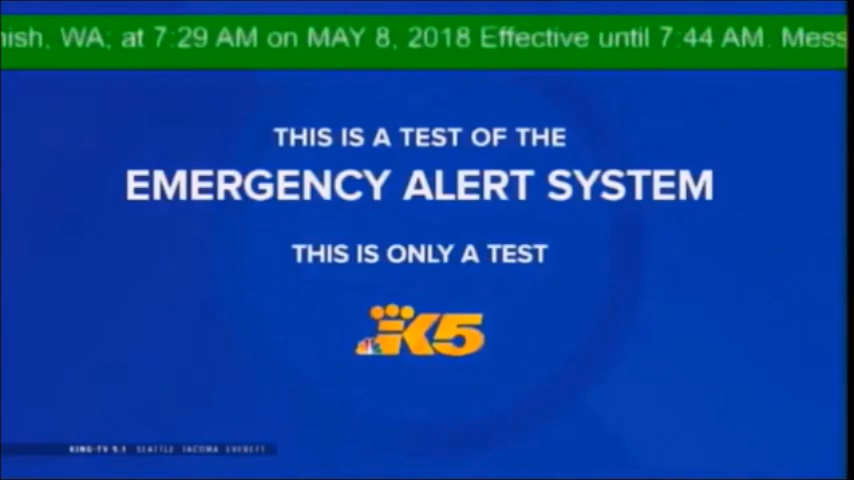 nish, WA; at 7:29 AM on MAY 8, 2018 Effective until 7:44 AM. Mess
THIS IS A TEST OF THE
EMERGENCY ALERT SYSTEM
THIS IS ONLY A TEST
K5
KING-TV 5.1 SEATTLE TACOMA EVERETT